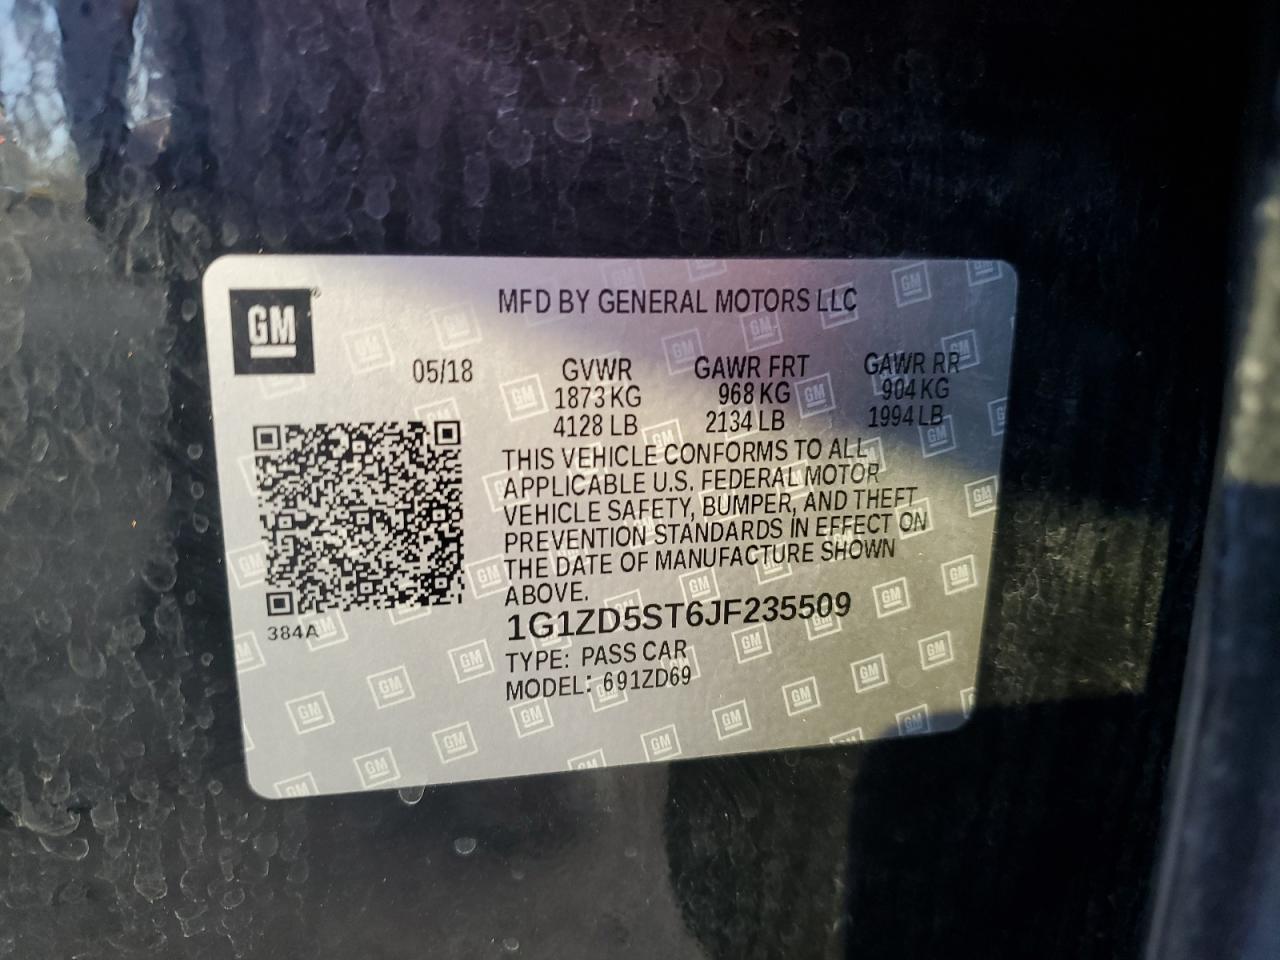 GM
MFD BY GENERAL MOTORS LLC
05/18 GVWR GAWR FRT GAWR RR
1873 KG 968 KG 904 KG
4128 LB 2134 LB 1994 LB
THIS VEHICLE CONFORMS TO ALL
APPLICABLE U.S. FEDERAL MOTOR
VEHICLE SAFETY, BUMPER, AND THEFT
PREVENTION STANDARDS IN EFFECT ON
THE DATE OF MANUFACTURE SHOWN
ABOVE.
1G1ZD5ST6JF235509
384A
TYPE: PASS CAR
MODEL: 691ZD69